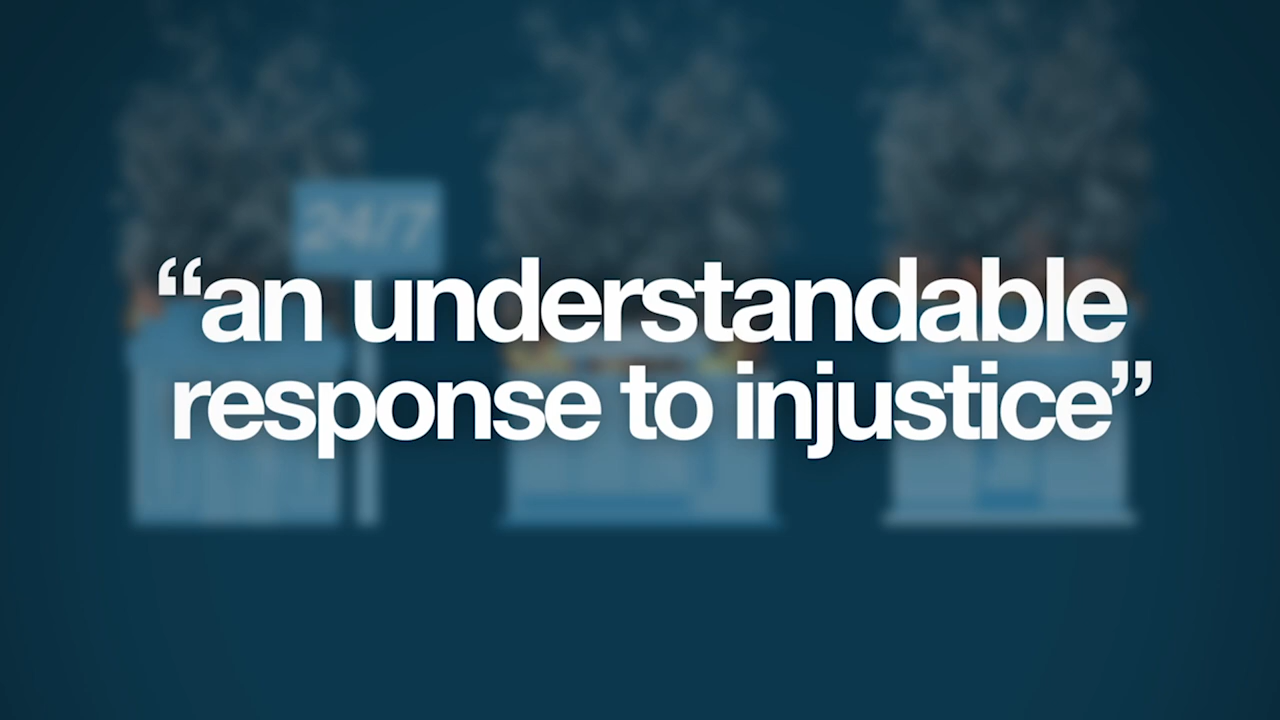 24/7
“an understandable
response to injustice”